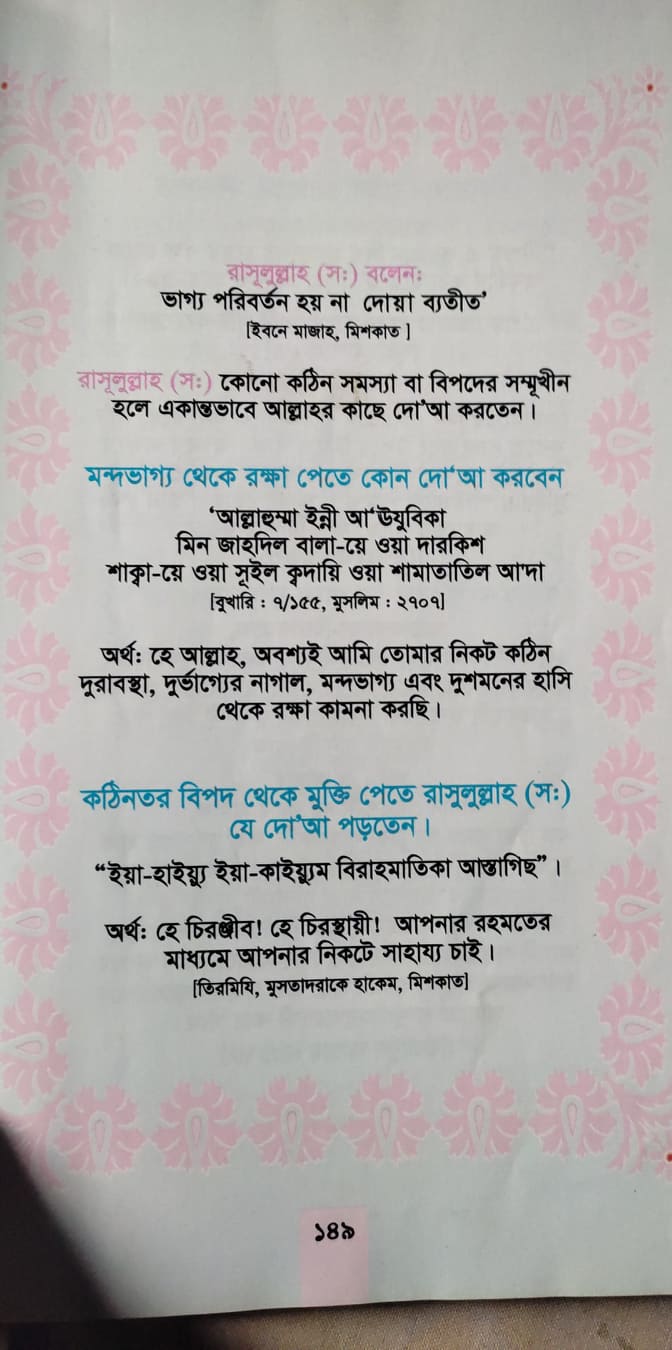 রাসূলুল্লাহ (স:) বলেন:
ভাগ্য পরিবর্তন হয় না দোয়া ব্যতীত’
[ইবনে মাজাহ, মিশকাত ]
রাসূলুল্লাহ (স:) কোনো কঠিন সমস্যা বা বিপদের সম্মুখীন
হলে একান্তভাবে আল্লাহর কাছে দো’আ করতেন।
মন্দভাগ্য থেকে রক্ষা পেতে কোন দো‘আ করবেন
‘আল্লাহুম্মা ইন্নী আ‘ঊযুবিকা
মিন জাহদিল বালা-য়ে ওয়া দারকিশ
শাক্বা-য়ে ওয়া সূইল ক্বদায়ি ওয়া শামাতাতিল আ'দা
[বুখারি : ৭/১৫৫, মুসলিম : ২৭০৭]
অর্থ: হে আল্লাহ, অবশ্যই আমি তোমার নিকট কঠিন
দুরাবস্থা, দুর্ভাগ্যের নাগাল, মন্দভাগ্য এবং দুশমনের হাসি
থেকে রক্ষা কামনা করছি।
কঠিনতর বিপদ থেকে মুক্তি পেতে রাসুলুল্লাহ (স:)
যে দো’আ পড়তেন।
“ইয়া-হাইয়্যু ইয়া-কাইয়্যুম বিরাহমাতিকা আস্তাগিছ”।
অর্থ: হে চিরঞ্জীব! হে চিরস্থায়ী! আপনার রহমতের
মাধ্যমে আপনার নিকটে সাহায্য চাই।
[তিরমিযি, মুসতাদরাকে হাকেম, মিশকাত]
১৪৯